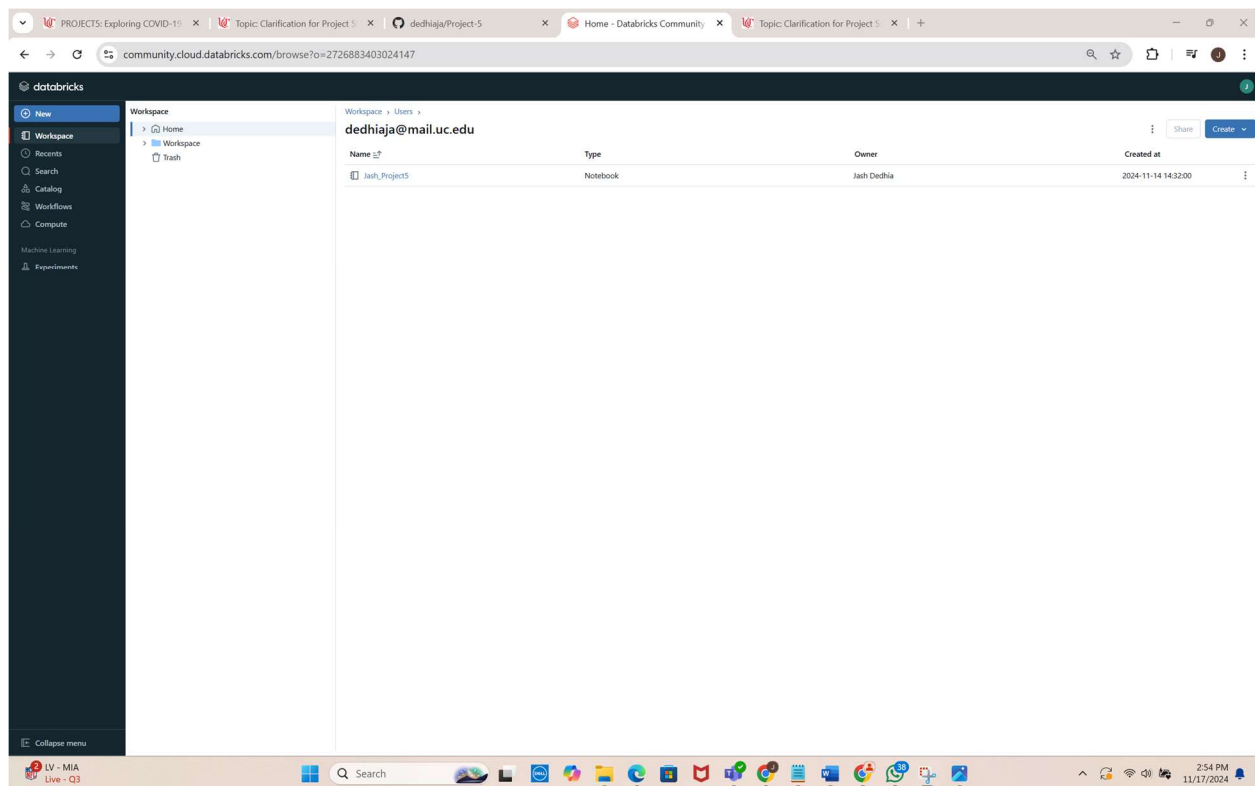 PROJECT5: Exploring COVID-19
Topic: Clarification for Project 5
dedhiaja/Project-5
Home - Databricks Community
Topic: Clarification for Project 5
community.cloud.databricks.com/browse?o=2726883403024147
J
databricks
J
New
Workspace
Recents
Search
Catalog
Workflows
Compute
Machine Learning
Experiments
Collapse menu
Workspace
Home
Workspace
Trash
Workspace > Users >
dedhiaja@mail.uc.edu
Share
Create
Name Type Owner Created at
Jash_Project5 Notebook Jash Dedhia 2024-11-14 14:32:00
2
LV - MIA
Live - Q3
Search
DELL
J
38
2:54 PM
11/17/2024